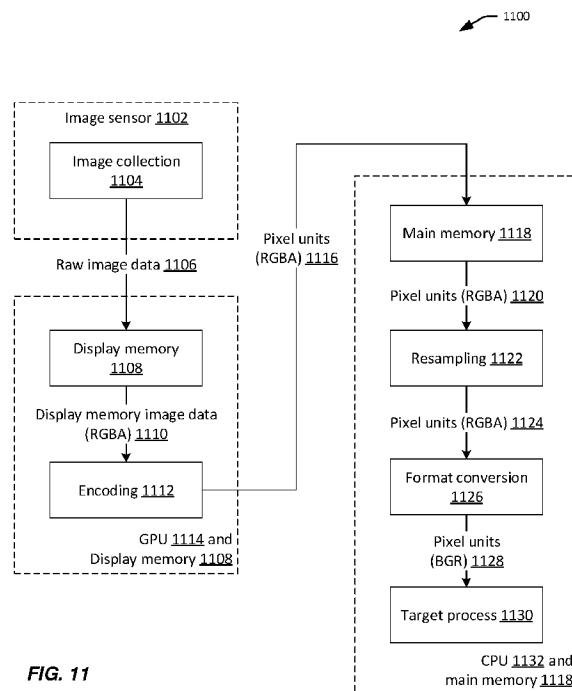 1100
Image sensor 1102
Image collection
1104
Raw image data 1106
Display memory
1108
Display memory image data
(RGBA) 1110
Encoding 1112
GPU 1114 and
Display memory 1108
Pixel units
(RGBA) 1116
Main memory 1118
Pixel units (RGBA) 1120
Resampling 1122
Pixel units (RGBA) 1124
Format conversion
1126
Pixel units
(BGR) 1128
Target process 1130
CPU 1132 and
main memory 1118
FIG. 11